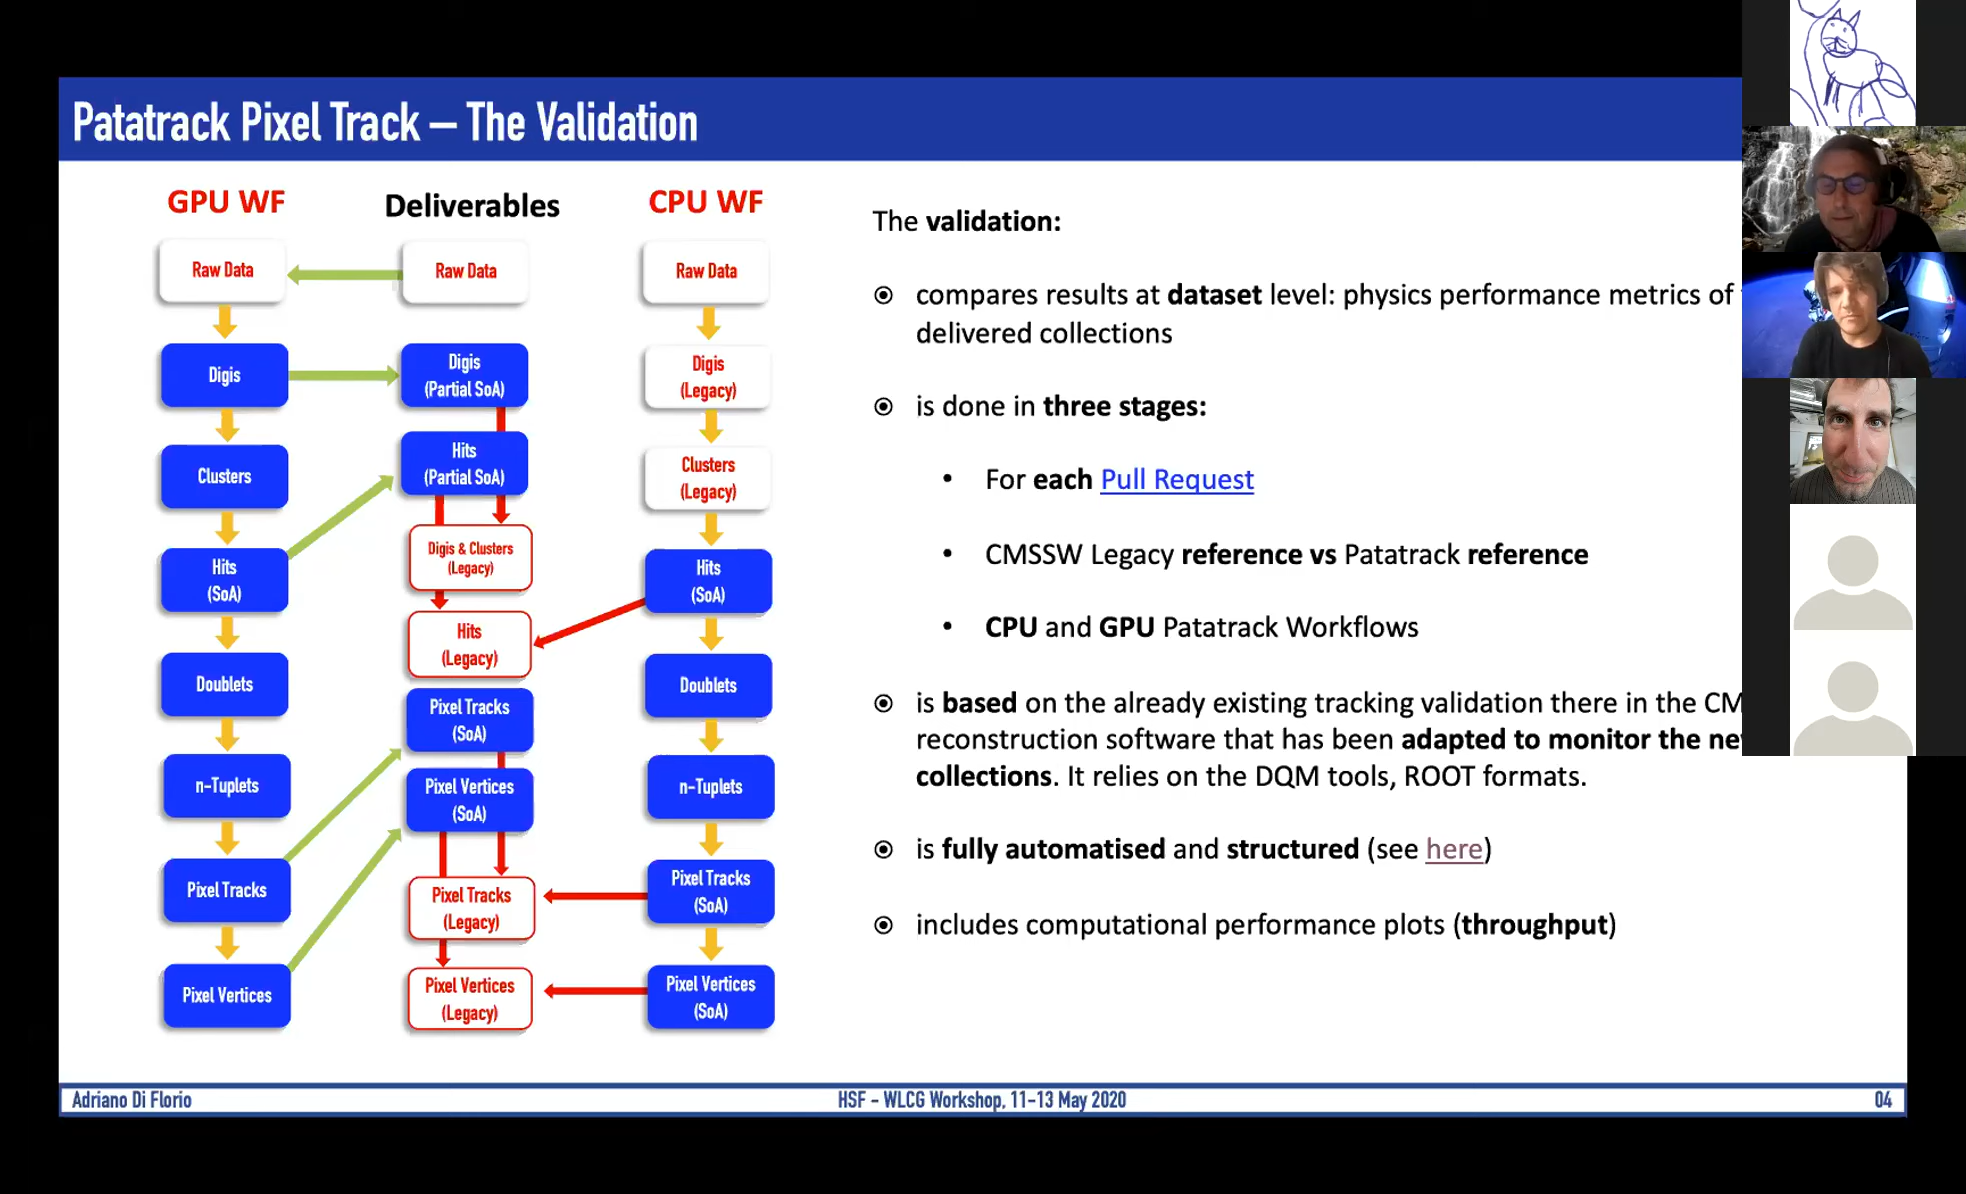 Patatrack Pixel Track – The Validation
GPU WF
Deliverables
CPU WF
Raw Data
Digis
Clusters
Hits
(SoA)
Doublets
n-Tuplets
Pixel Tracks
Pixel Vertices
Raw Data
Digis
(Partial SoA)
Hits
(Partial SoA)
Digis & Clusters
(Legacy)
Hits
(Legacy)
Pixel Tracks
(SoA)
Pixel Vertices
(SoA)
Pixel Tracks
(Legacy)
Pixel Vertices
(Legacy)
Raw Data
Digis
(Legacy)
Clusters
(Legacy)
Hits
(SoA)
Doublets
n-Tuplets
Pixel Tracks
(SoA)
Pixel Vertices
(SoA)
The validation:
compares results at dataset level: physics performance metrics of
delivered collections
is done in three stages:
• For each Pull Request
• CMSSW Legacy reference vs Patatrack reference
• CPU and GPU Patatrack Workflows
is based on the already existing tracking validation there in the
reconstruction software that has been adapted to monitor the
collections. It relies on the DQM tools, ROOT formats.
is fully automatised and structured (see here)
includes computational performance plots (throughput)
Adriano Di Florio
HSF – WLCG Workshop, 11–13 May 2020
04